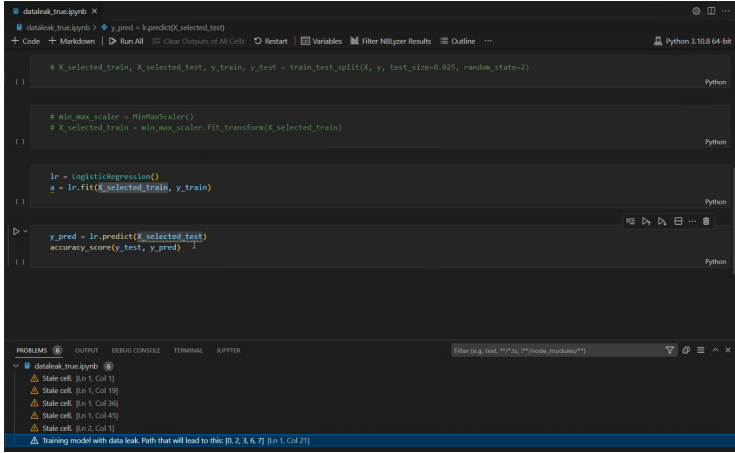 dataleak_true.ipynb
dataleak_true.ipynb > y_pred = lr.predict(X_selected_test)
+ Code + Markdown Run All Clear Outputs of All Cells Restart Variables Filter NBLyzer Results Outline ··· Python 3.10.8 64-bit
# X_selected_train, X_selected_test, y_train, y_test = train_test_split(X, y, test_size=0.025, random_state=2)
[ ] Python
# min_max_scaler = MinMaxScaler()
# X_selected_train = min_max_scaler.fit_transform(X_selected_train)
[ ] Python
lr = LogisticRegression()
a = lr.fit(X_selected_train, y_train)
[ ] Python
y_pred = lr.predict(X_selected_test)
accuracy_score(y_test, y_pred)
[ ] Python
PROBLEMS 6 OUTPUT DEBUG CONSOLE TERMINAL JUPYTER Filter (e.g. text, **/*.ts, !**/node_modules/**)
dataleak_true.ipynb 6
Stale cell. [Ln 1, Col 1]
Stale cell. [Ln 1, Col 19]
Stale cell. [Ln 1, Col 36]
Stale cell. [Ln 1, Col 45]
Stale cell. [Ln 2, Col 1]
Training model with data leak. Path that will lead to this: [0, 2, 3, 6, 7] [Ln 1, Col 21]